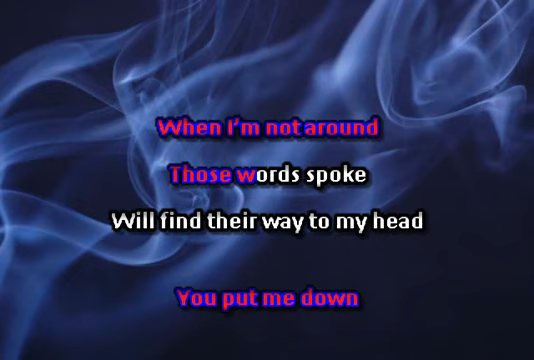 When I'm not around
Those words spoke
Will find their way to my head
You put me down